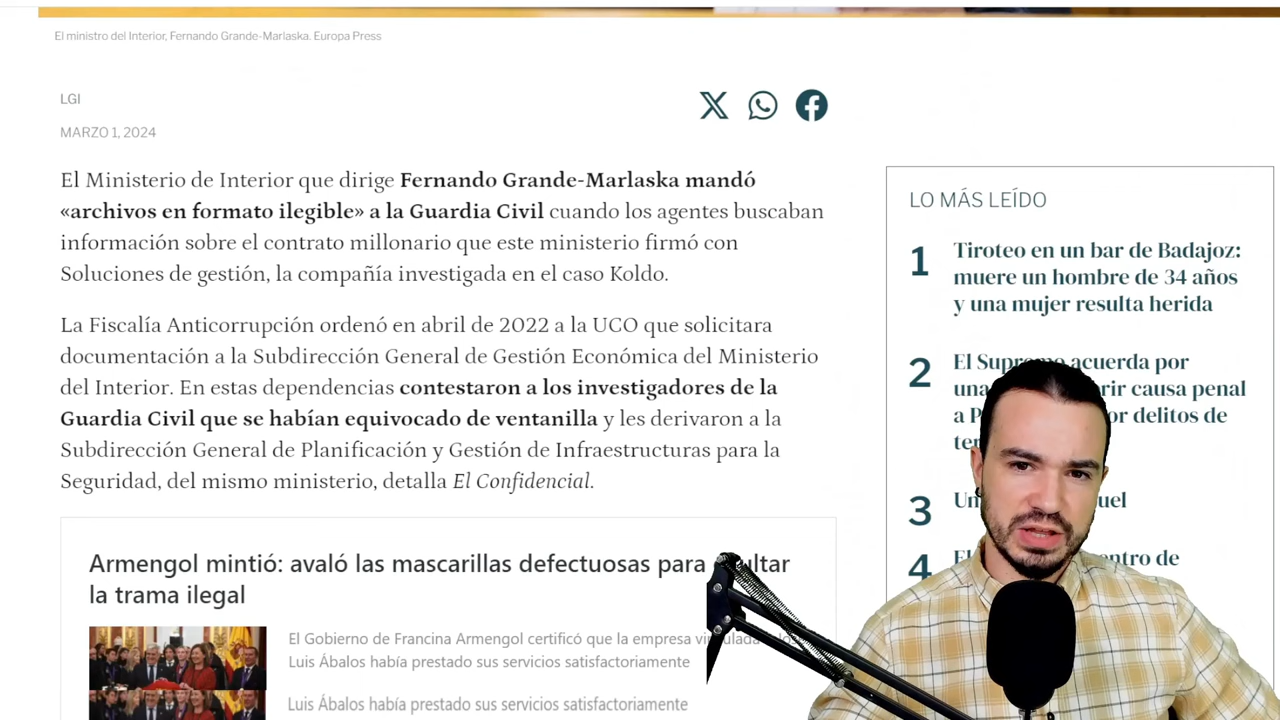 El ministro del Interior, Fernando Grande-Marlaska. Europa Press
LGI
MARZO 1, 2024
El Ministerio de Interior que dirige Fernando Grande-Marlaska mandó
«archivos en formato ilegible» a la Guardia Civil cuando los agentes buscaban
información sobre el contrato millonario que este ministerio firmó con
Soluciones de gestión, la compañía investigada en el caso Koldo.
La Fiscalía Anticorrupción ordenó en abril de 2022 a la UCO que solicitara
documentación a la Subdirección General de Gestión Económica del Ministerio
del Interior. En estas dependencias contestaron a los investigadores de la
Guardia Civil que se habían equivocado de ventanilla y les derivaron a la
Subdirección General de Planificación y Gestión de Infraestructuras para la
Seguridad, del mismo ministerio, detalla El Confidencial.
Armengol mintió: avaló las mascarillas defectuosas para
la trama ilegal
El Gobierno de Francina Armengol certificó que la empresa
Luis Ábalos había prestado sus servicios satisfactoriamente
Luis Ábalos había prestado sus servicios satisfactoriamente
LO MÁS LEÍDO
1 Tiroteo en un bar de Badajoz:
muere un hombre de 34 años
y una mujer resulta herida
2 El acuerda por
causa penal
a delitos de
3
4